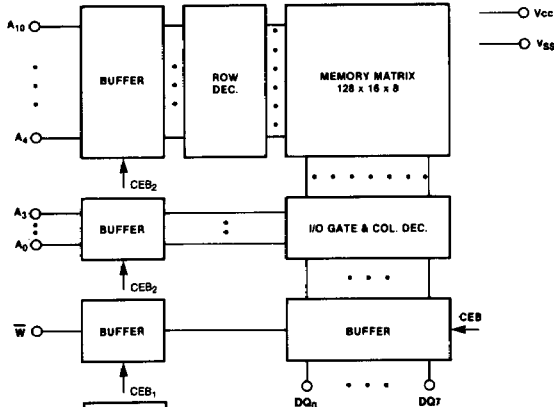 A10
Vcc
VSS
BUFFER
ROW
DEC.
MEMORY MATRIX
128 x 16 x 8
A4
CEB2
A3
BUFFER
I/O GATE & COL. DEC.
A0
CEB2
W
BUFFER
BUFFER
CEB
CEB1
DQ0
DQ7